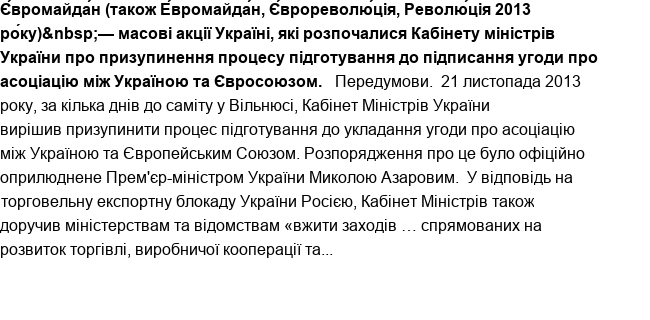 Євромайда́н (також Евромайда́н, Єврореволю́ція, Револю́ція 2013
ро́ку)&nbsp;— масові акції Україні, які розпочалися Кабінету міністрів
України про призупинення процесу підготування до підписання угоди про
асоціацію між Україною та Євросоюзом.   Передумови.  21 листопада 2013
року, за кілька днів до саміту у Вільнюсі, Кабінет Міністрів України
вирішив призупинити процес підготування до укладання угоди про асоціацію
між Україною та Європейським Союзом. Розпорядження про це було офіційно
оприлюднене Прем'єр-міністром України Миколою Азаровим.  У відповідь на
торговельну експортну блокаду України Росією, Кабінет Міністрів також
доручив міністерствам та відомствам «вжити заходів … спрямованих на
розвиток торгівлі, виробничої кооперації та...